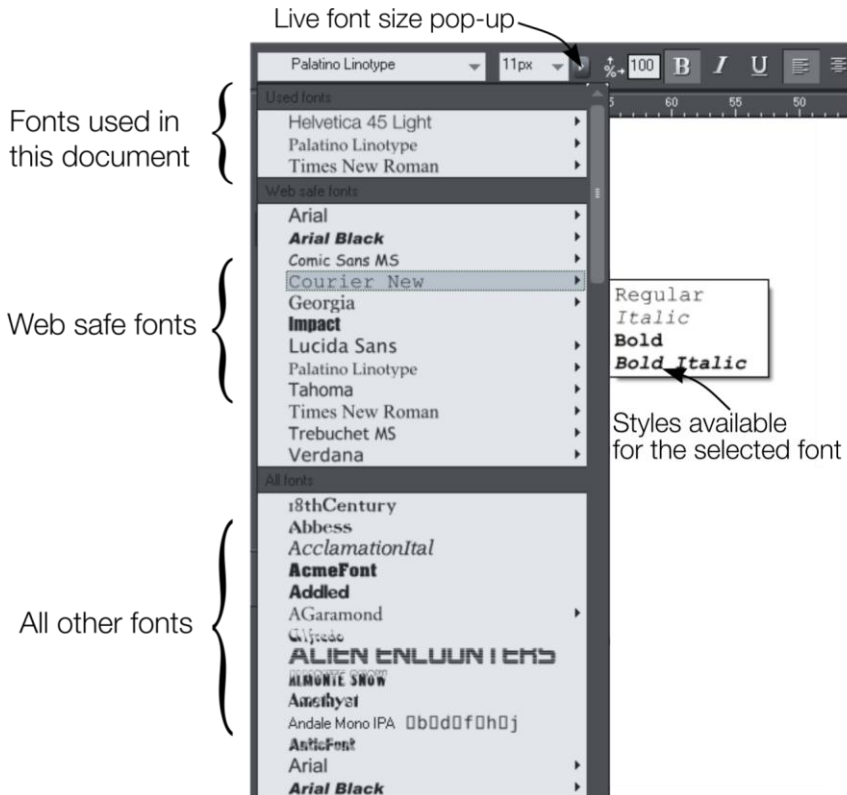 Live font size pop-up
Palatino Linotype 11px 100 B I U
60 55 50
Used fonts
Fonts used in
this document
Helvetica 45 Light
Palatino Linotype
Times New Roman
Web safe fonts
Arial
Arial Black
Comic Sans MS
Courier New
Georgia
Impact
Lucida Sans
Palatino Linotype
Tahoma
Times New Roman
Trebuchet MS
Verdana
Web safe fonts
Regular
Italic
Bold
Bold Italic
Styles available
for the selected font
All fonts
18thCentury
Abbess
AcclamationItal
AcmeFont
Addled
AGaramond
Alfredo
ALIEN ENCOUNTERS
ALMONTE SNOW
Amethyst
Andale Mono IPA ▯b▯d▯f▯h▯j
AnticFont
Arial
Arial Black
All other fonts